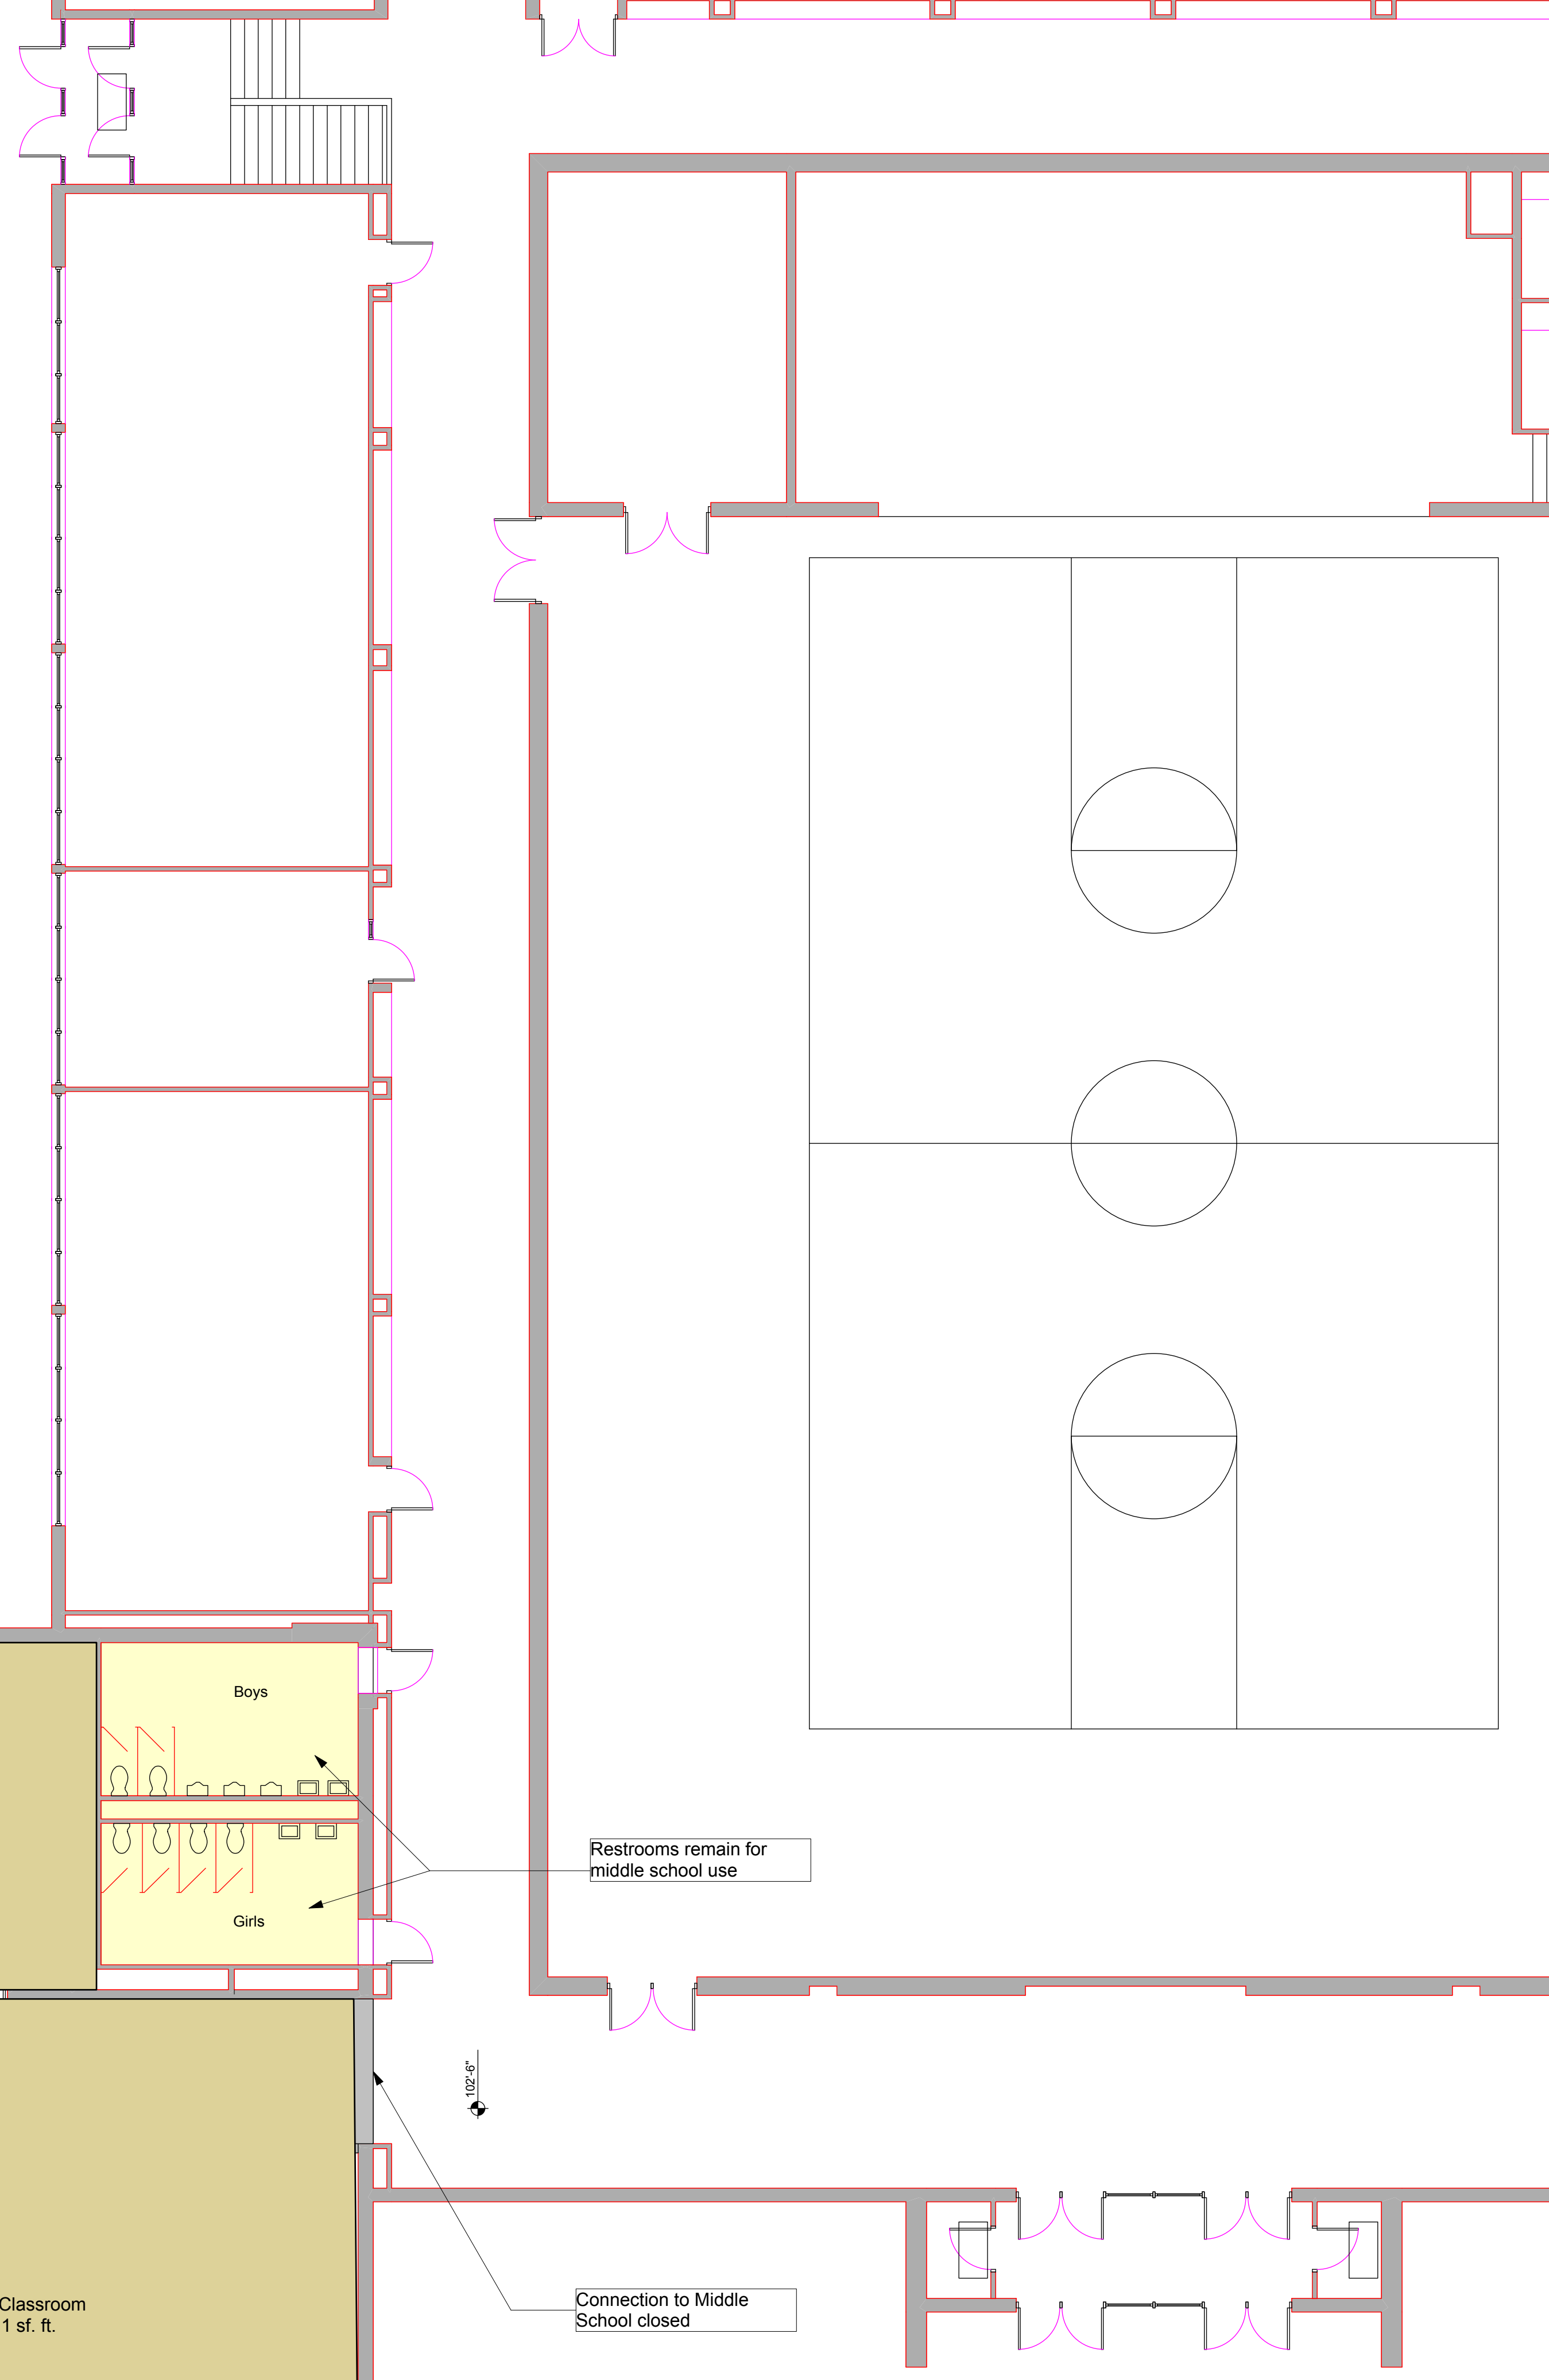 Boys
Restrooms remain for
middle school use
Girls
102'-6"
Connection to Middle
School closed
Classroom
1 sf. ft.